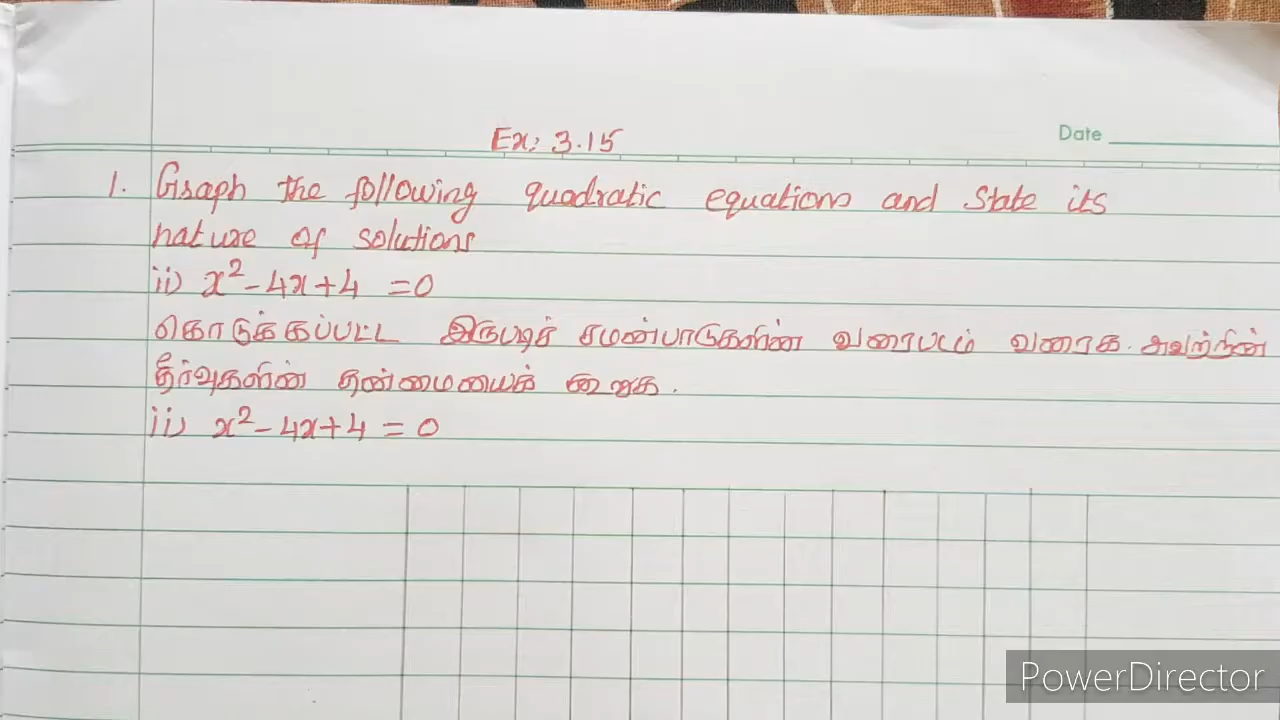 Ex: 3.15
Date
1. Graph the following quadratic equations and state its
nature of solutions
ii) x² - 4x + 4 = 0
கொடுக்கப்பட்ட இருபடிச் சமன்பாடுகளின் வரைபடம் வரைக. அவற்றின்
தீர்வுகளின் தன்மையைக் கூறுக.
ii) x² - 4x + 4 = 0
PowerDirector